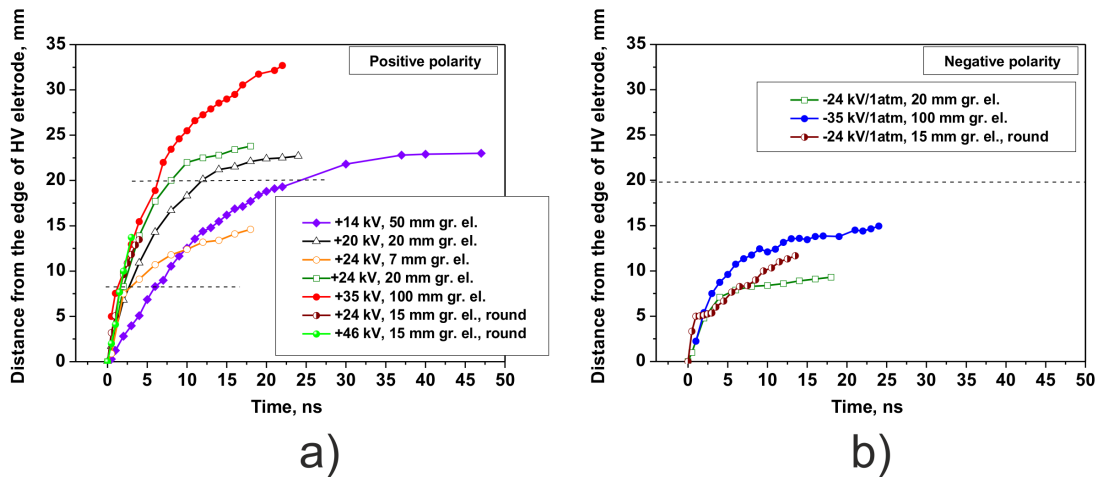 Distance from the edge of HV eletrode, mm
35
30
25
20
15
10
5
0
Positive polarity
+14 kV, 50 mm gr. el.
+20 kV, 20 mm gr. el.
+24 kV, 7 mm gr. el.
+24 kV, 20 mm gr. el.
+35 kV, 100 mm gr. el.
+24 kV, 15 mm gr. el., round
+46 kV, 15 mm gr. el., round
0 5 10 15 20 25 30 35 40 45 50
Time, ns
a)
Distance from the edge of HV eletrode, mm
35
30
25
20
15
10
5
0
Negative polarity
-24 kV/1atm, 20 mm gr. el.
-35 kV/1atm, 100 mm gr. el.
-24 kV/1atm, 15 mm gr. el., round
0 5 10 15 20 25 30 35 40 45 50
Time, ns
b)